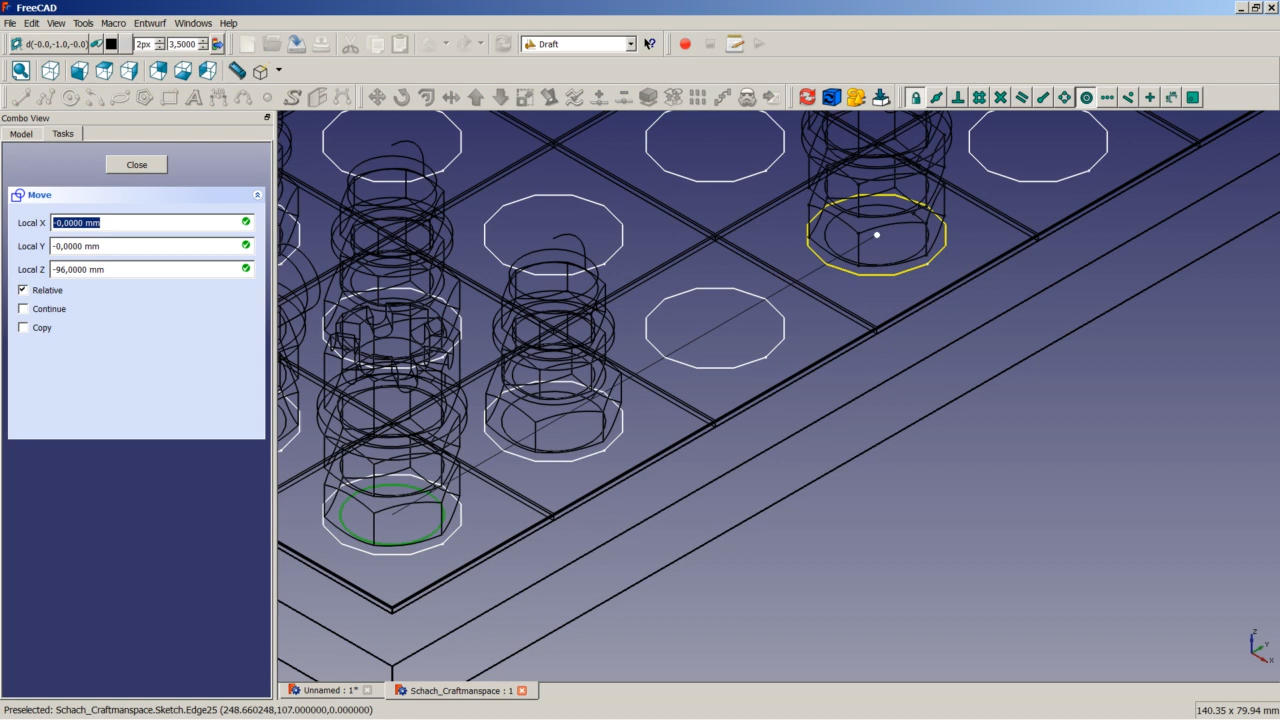 FreeCAD
File Edit View Tools Macro Entwurf Windows Help
d(-0.0,-1.0,-0.0) 2px 3,5000 Draft
Combo View
Model Tasks
Close
Move
Local X -0,0000 mm
Local Y -0,0000 mm
Local Z -96,0000 mm
Relative
Continue
Copy
Z
Y
X
Unnamed : 1* Schach_Craftmanspace : 1
Preselected: Schach_Craftmanspace.Sketch.Edge25 (248.660248,107.000000,0.000000) 140.35 x 79.94 mm